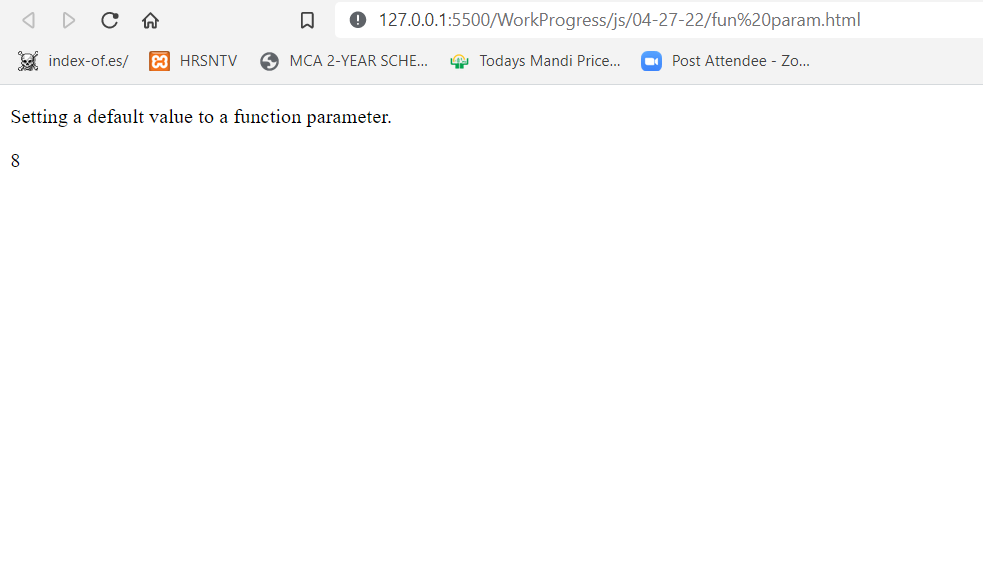 127.0.0.1:5500/WorkProgress/js/04-27-22/fun%20param.html
index-of.es/ HRSNTV MCA 2-YEAR SCHE... Todays Mandi Price... Post Attendee - Zo...
Setting a default value to a function parameter.
8